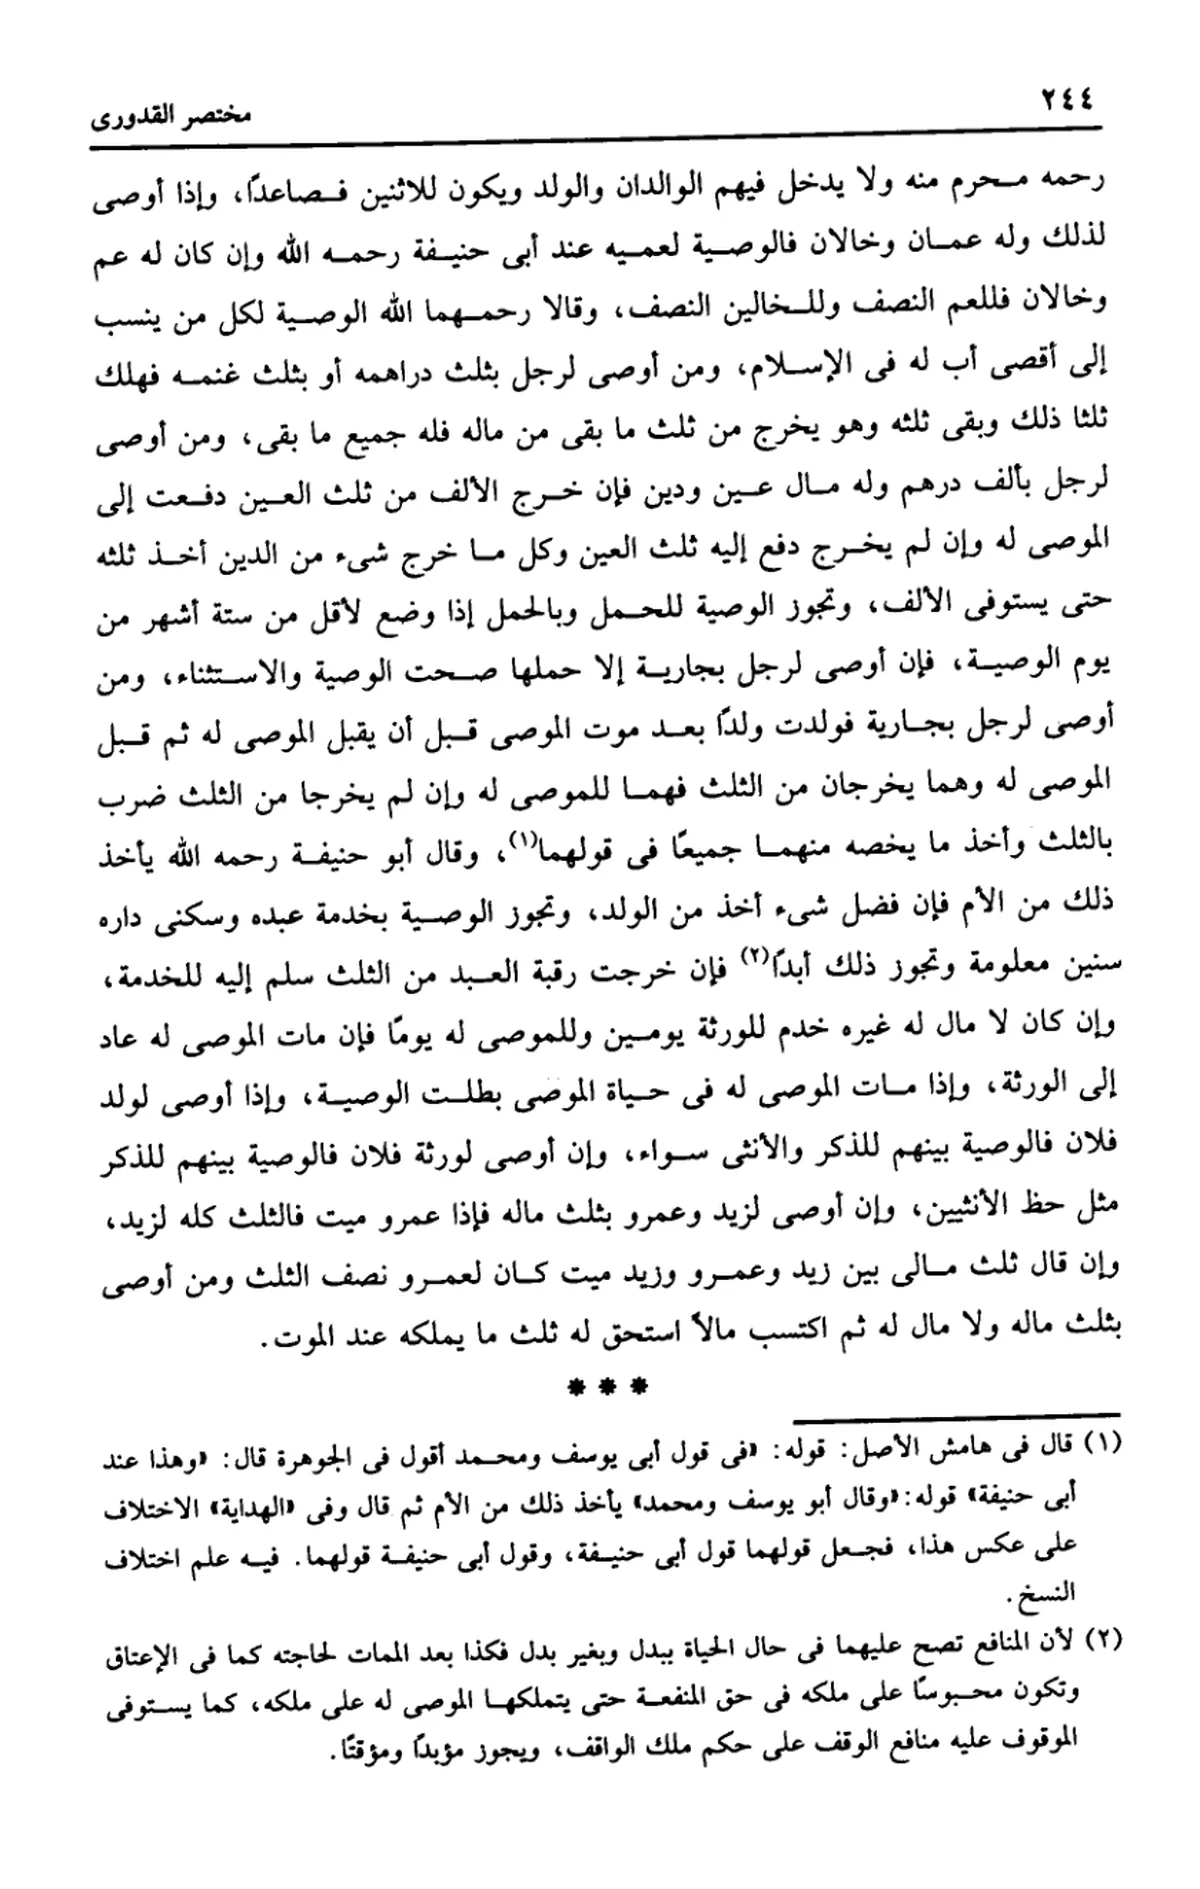 ٢٤٤
مختصر القدورى
رحمه محرم منه ولا يدخل فيهم الوالدان والولد ويكون للاثنين فصاعدًا، وإذا أوصى
لذلك وله عمان وخالان فالوصية لعميه عند أبى حنيفة رحمه الله وإن كان له عم
وخالان فللعم النصف وللخالين النصف، وقالا رحمهما الله الوصية لكل من ينسب
إلى أقصى أب له فى الإسلام، ومن أوصى لرجل بثلث دراهمه أو بثلث غنمه فهلك
ثلثا ذلك وبقى ثلثه وهو يخرج من ثلث ما بقى من ماله فله جميع ما بقى، ومن أوصى
لرجل بألف درهم وله مال عين ودين فإن خرج الألف من ثلث العين دفعت إلى
الموصى له وإن لم يخرج دفع إليه ثلث العين وكل ما خرج شىء من الدين أخذ ثلثه
حتى يستوفى الألف، وتجوز الوصية للحمل وبالحمل إذا وضع لأقل من ستة أشهر من
يوم الوصية، فإن أوصى لرجل بجارية إلا حملها صحت الوصية والاستثناء، ومن
أوصى لرجل بجارية فولدت ولدًا بعد موت الموصى قبل أن يقبل الموصى له ثم قبل
الموصى له وهما يخرجان من الثلث فهما للموصى له وإن لم يخرجا من الثلث ضرب
بالثلث وأخذ ما يخصه منهما جميعًا فى قولهما(١)، وقال أبو حنيفة رحمه الله يأخذ
ذلك من الأم فإن فضل شىء أخذ من الولد، وتجوز الوصية بخدمة عبده وسكنى داره
سنين معلومة وتجوز ذلك أبدًا(٢) فإن خرجت رقبة العبد من الثلث سلم إليه للخدمة،
وإن كان لا مال له غيره خدم للورثة يومين وللموصى له يومًا فإن مات الموصى له عاد
إلى الورثة، وإذا مات الموصى له فى حياة الموصى بطلت الوصية، وإذا أوصى لولد
فلان فالوصية بينهم للذكر والأنثى سواء، وإن أوصى لورثة فلان فالوصية بينهم للذكر
مثل حظ الأنثيين، وإن أوصى لزيد وعمرو بثلث ماله فإذا عمرو ميت فالثلث كله لزيد،
وإن قال ثلث مالى بين زيد وعمرو وزيد ميت كان لعمرو نصف الثلث ومن أوصى
بثلث ماله ولا مال له ثم اكتسب مالاً استحق له ثلث ما يملكه عند الموت.
* * *
(١) قال فى هامش الأصل: قوله: «فى قول أبى يوسف ومحمد أقول فى الجوهرة قال: «وهذا عند
أبى حنيفة» قوله: «وقال أبو يوسف ومحمد» يأخذ ذلك من الأم ثم قال وفى «الهداية» الاختلاف
على عكس هذا، فجعل قولهما قول أبى حنيفة، وقول أبى حنيفة قولهما. فيه علم اختلاف
النسخ.
(٢) لأن المنافع تصح عليهما فى حال الحياة ببدل وبغير بدل فكذا بعد الممات لحاجته كما فى الإعتاق
وتكون محبوسًا على ملكه فى حق المنفعة حتى يتملكها الموصى له على ملكه، كما يستوفى
الموقوف عليه منافع الوقف على حكم ملك الواقف، ويجوز مؤبدًا ومؤقتًا.